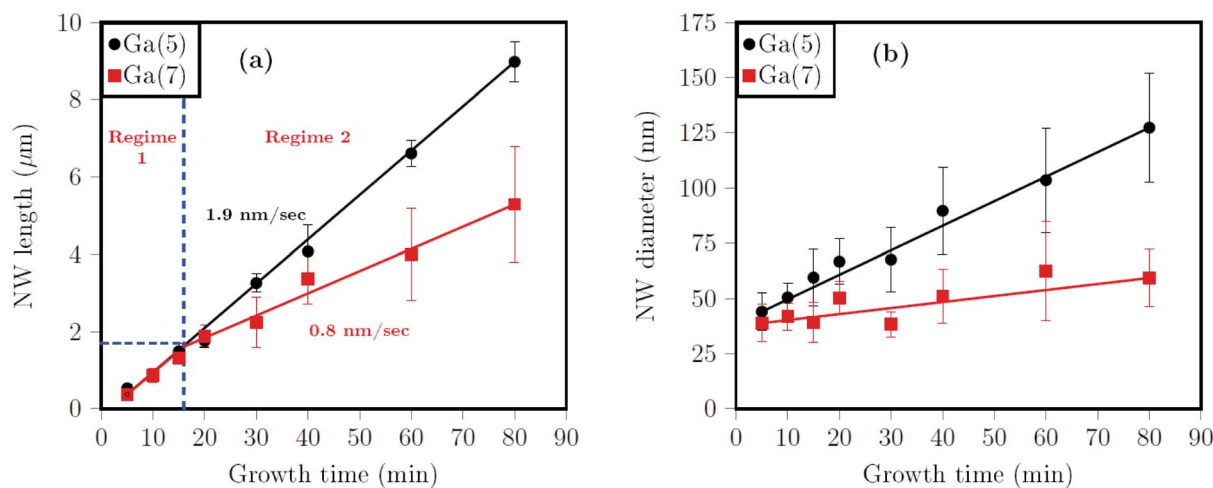 10
8
6
4
2
0
NW length (μm)
Ga(5)
Ga(7)
(a)
Regime
1
Regime 2
1.9 nm/sec
0.8 nm/sec
0 10 20 30 40 50 60 70 80 90
Growth time (min)
175
150
125
100
75
50
25
0
NW diameter (nm)
Ga(5)
Ga(7)
(b)
0 10 20 30 40 50 60 70 80 90
Growth time (min)